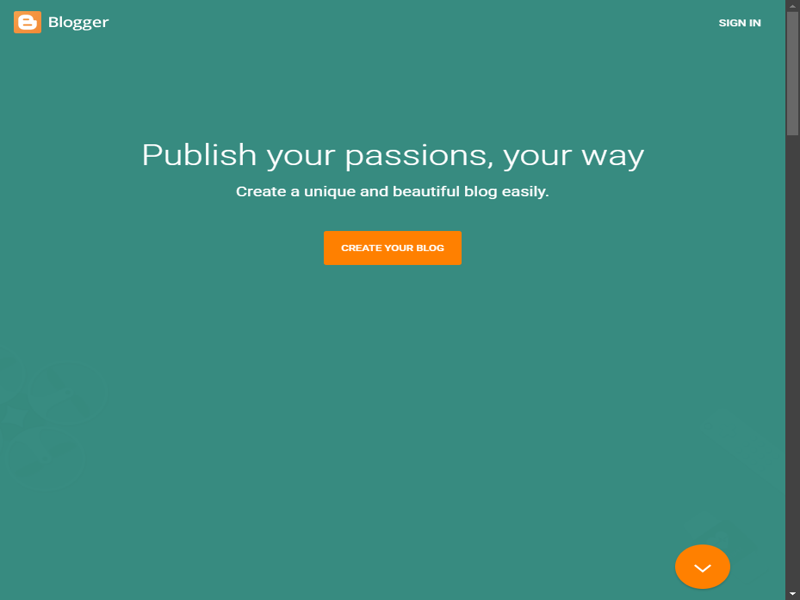 Blogger
SIGN IN
Publish your passions, your way
Create a unique and beautiful blog easily.
CREATE YOUR BLOG